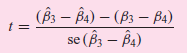 t = (β̂3 − β̂4) − (β3 − β4) / se (β̂3 − β̂4)